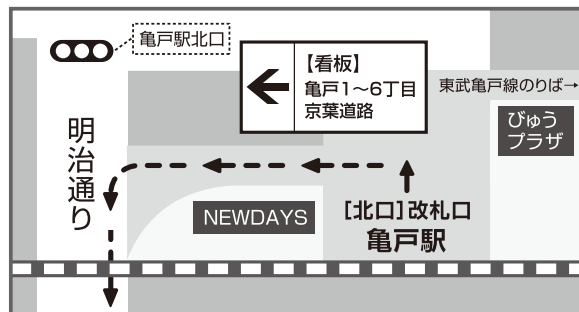 亀戸駅北口
【看板】
亀戸1〜6丁目
京葉道路
東武亀戸線のりば→
びゅう
プラザ
明治通り
NEWDAYS
［北口］改札口
亀戸駅